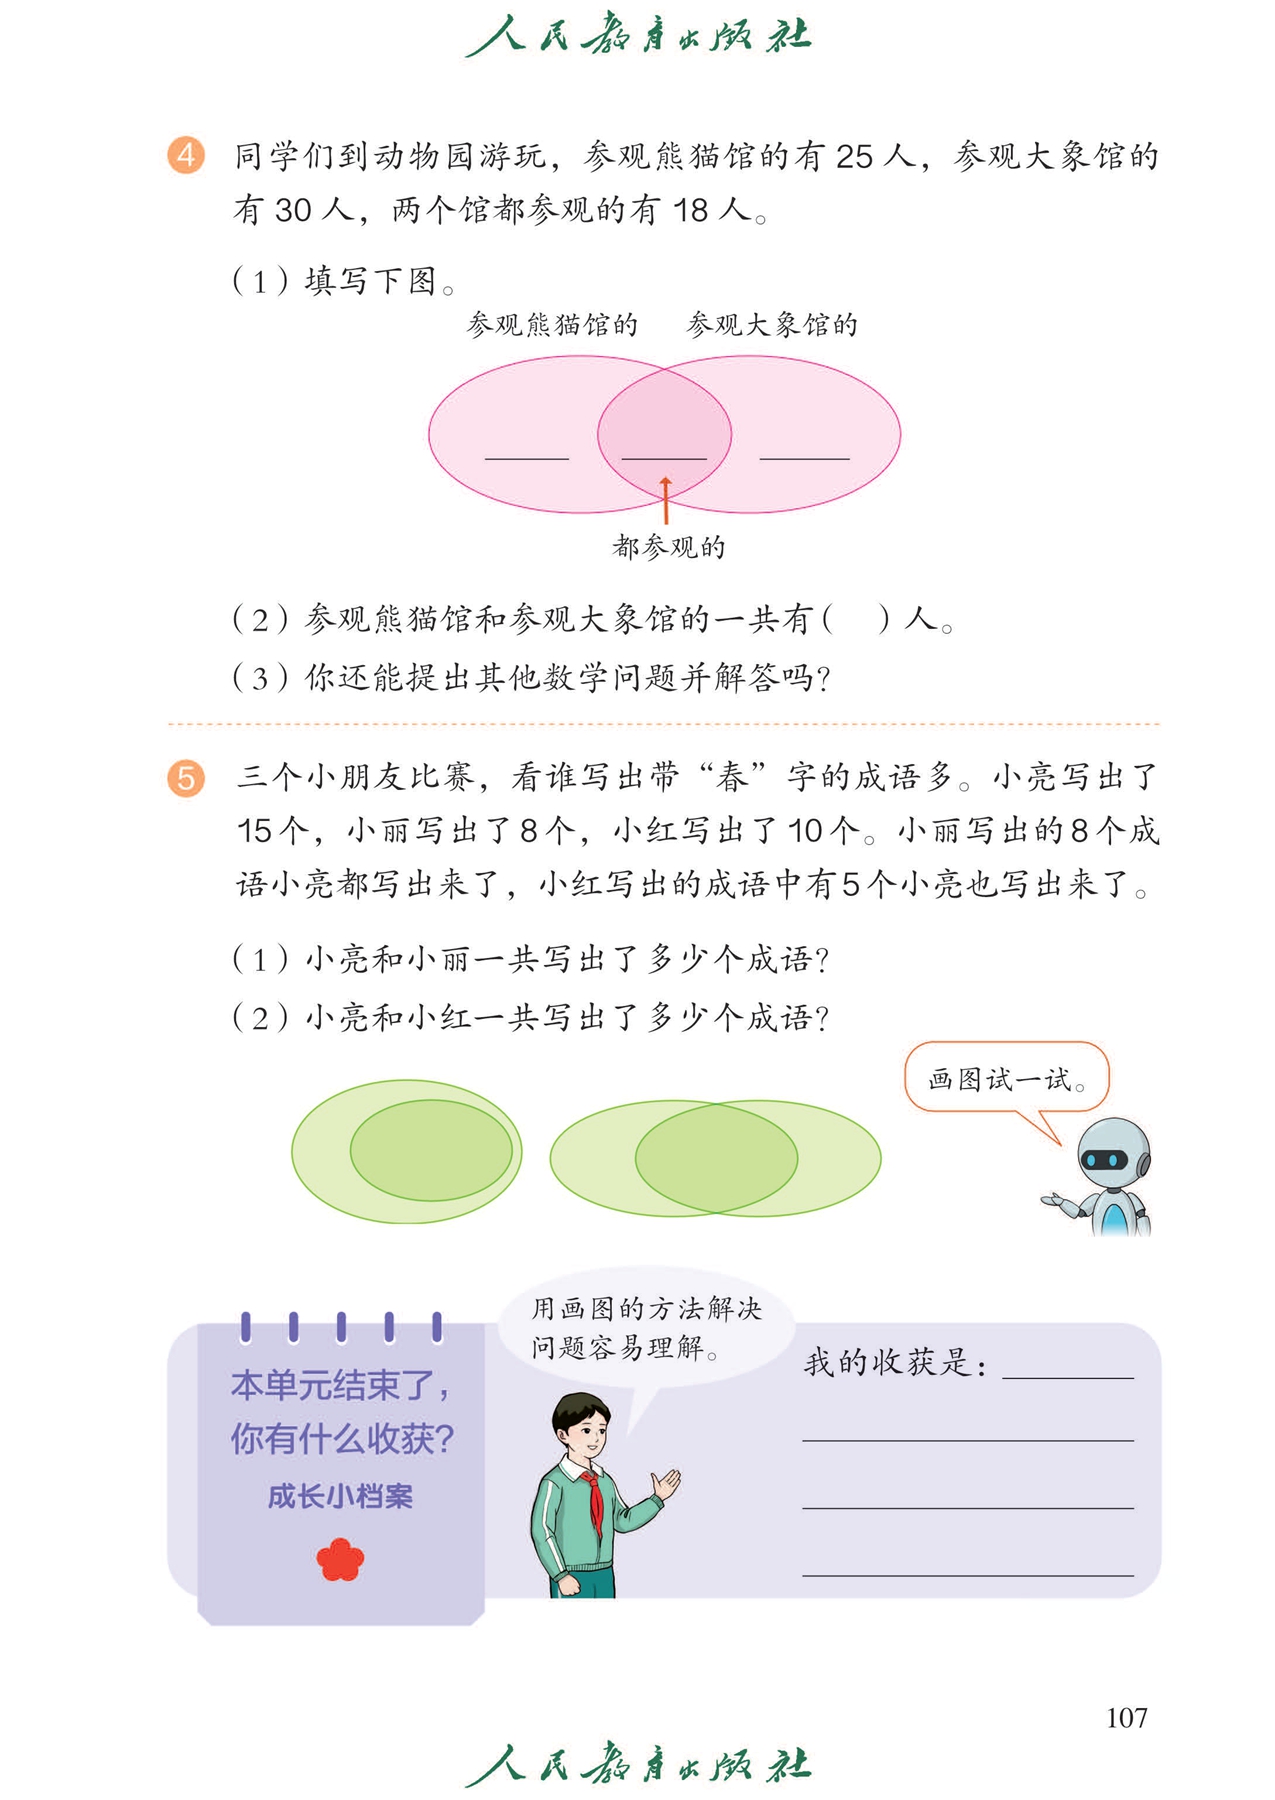 人民教育出版社
4 同学们到动物园游玩，参观熊猫馆的有 25 人，参观大象馆的
有 30 人，两个馆都参观的有 18 人。
（1）填写下图。
参观熊猫馆的 参观大象馆的
都参观的
（2）参观熊猫馆和参观大象馆的一共有（ ）人。
（3）你还能提出其他数学问题并解答吗？
5 三个小朋友比赛，看谁写出带“春”字的成语多。小亮写出了
15个，小丽写出了8个，小红写出了10个。小丽写出的8个成
语小亮都写出来了，小红写出的成语中有5个小亮也写出来了。
（1）小亮和小丽一共写出了多少个成语？
（2）小亮和小红一共写出了多少个成语？
画图试一试。
用画图的方法解决
问题容易理解。
本单元结束了，
你有什么收获？
成长小档案
我的收获是：
107
人民教育出版社